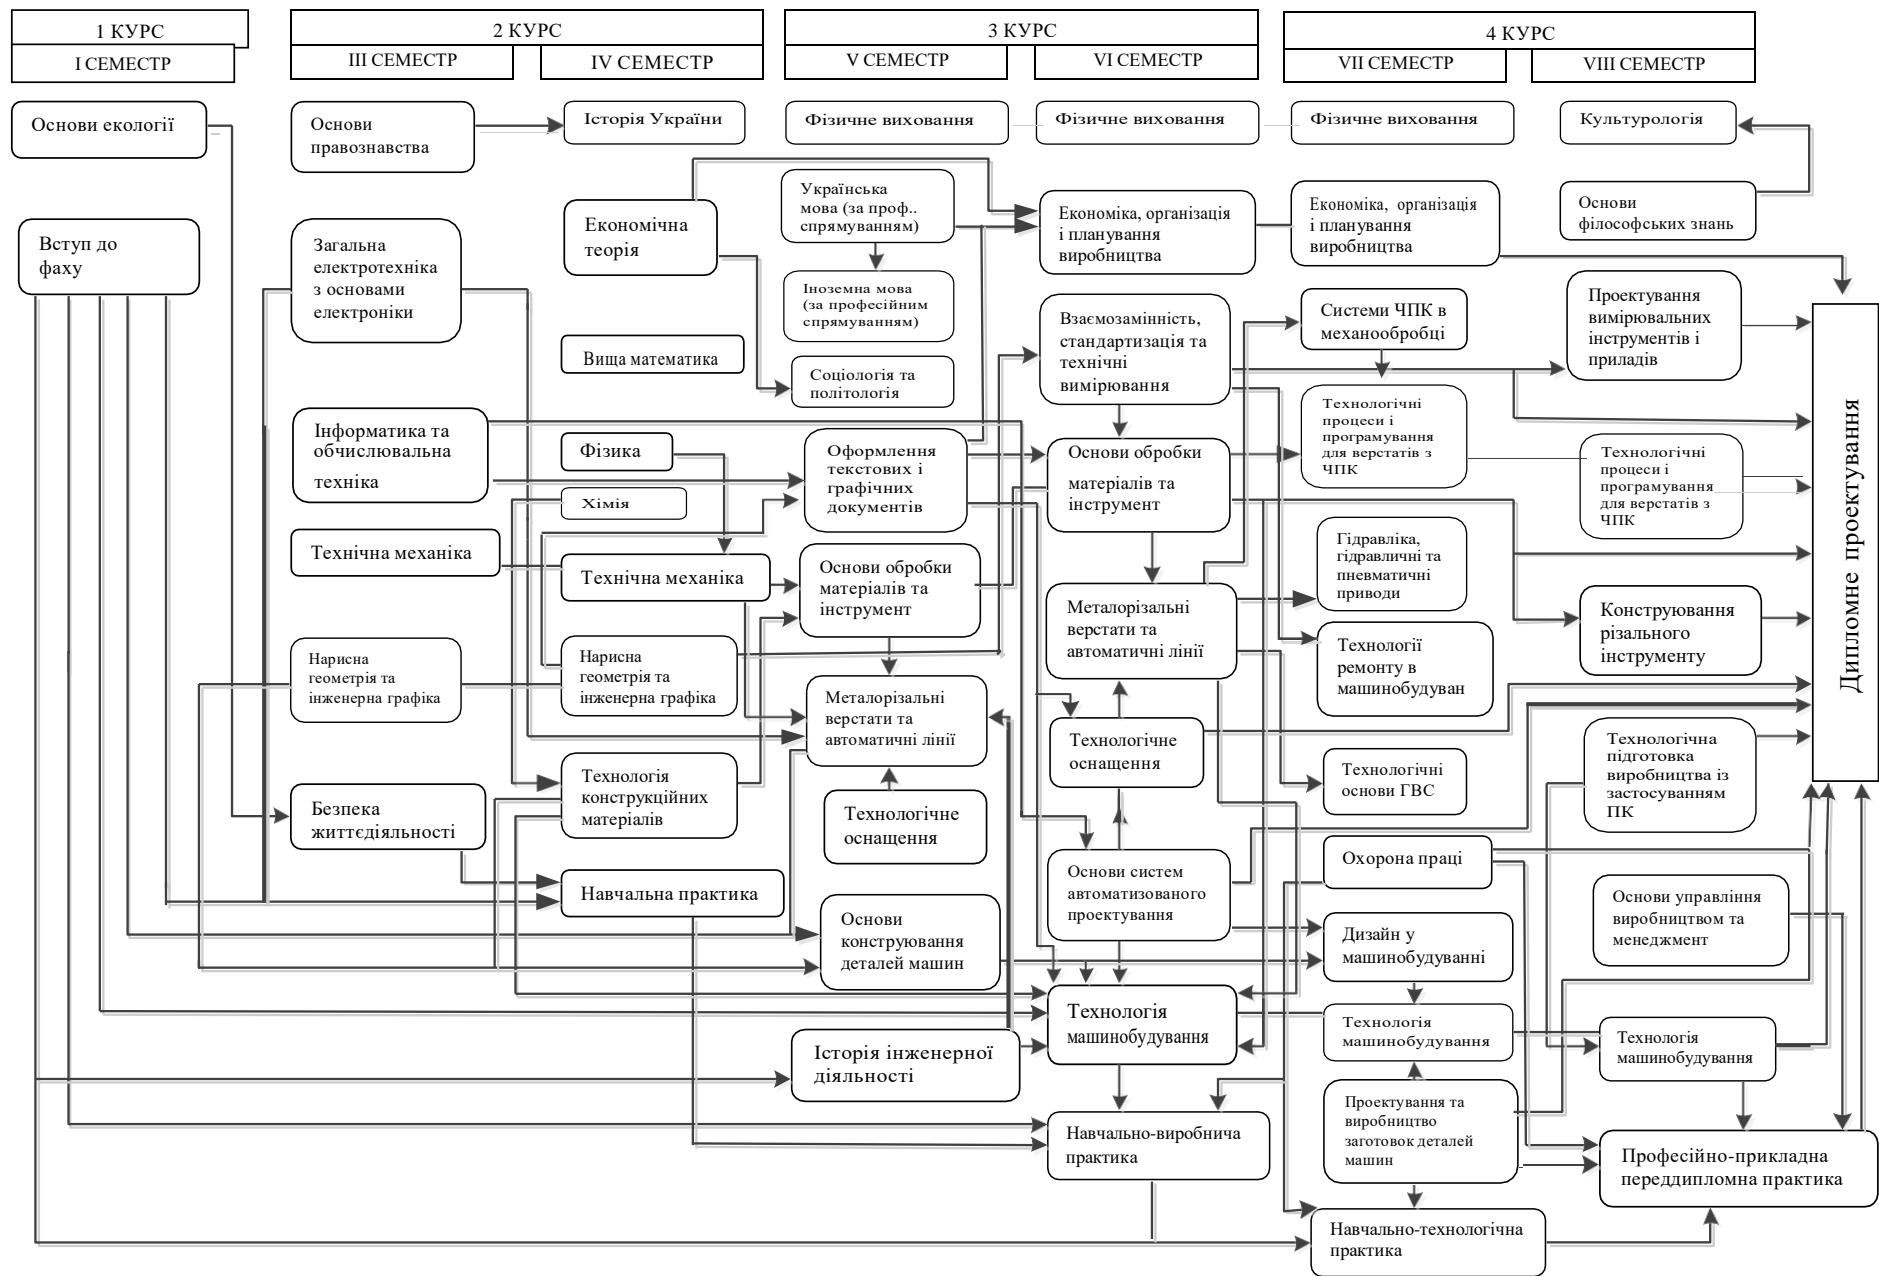 1 КУРС
І СЕМЕСТР
2 КУРС
ІІІ СЕМЕСТР
IV СЕМЕСТР
3 КУРС
V СЕМЕСТР
VI СЕМЕСТР
4 КУРС
VII СЕМЕСТР
VIII СЕМЕСТР
Основи екології
Вступ до
фаху
Основи
правознавства
Загальна
електротехніка
з основами
електроніки
Інформатика та
обчислювальна
техніка
Технічна механіка
Нарисна
геометрія та
інженерна графіка
Безпека
життєдіяльності
Історія України
Економічна
теорія
Вища математика
Фізика
Хімія
Технічна механіка
Нарисна
геометрія та
інженерна графіка
Технологія
конструкційних
матеріалів
Навчальна практика
Фізичне виховання
Українська
мова (за проф..
спрямуванням)
Іноземна мова
(за професійним
спрямуванням)
Соціологія та
політологія
Оформлення
текстових і
графічних
документів
Основи обробки
матеріалів та
інструмент
Металорізальні
верстати та
автоматичні лінії
Технологічне
оснащення
Основи
конструювання
деталей машин
Історія інженерної
діяльності
Фізичне виховання
Економіка, організація
і планування
виробництва
Взаємозамінність,
стандартизація та
технічні
вимірювання
Основи обробки
матеріалів та
інструмент
Металорізальні
верстати та
автоматичні лінії
Технологічне
оснащення
Основи систем
автоматизованого
проектування
Технологія
машинобудування
Навчально-виробнича
практика
Фізичне виховання
Економіка, організація
і планування
виробництва
Системи ЧПК в
механообробці
Технологічні
процеси і
програмування
для верстатів з
ЧПК
Гідравліка,
гідравличні та
пневматичні
приводи
Технології
ремонту в
машинобудуван
Технологічні
основи ГВС
Охорона праці
Дизайн у
машинобудуванні
Технологія
машинобудування
Проектування та
виробництво
заготовок деталей
машин
Навчально-технологічна
практика
Культурологія
Основи
філософських знань
Проектування
вимірювальних
інструментів і
приладів
Технологічні
процеси і
програмування
для верстатів з
ЧПК
Конструювання
різального
інструменту
Технологічна
підготовка
виробництва із
застосуванням
ПК
Основи управління
виробництвом та
менеджмент
Технологія
машинобудування
Професійно-прикладна
переддипломна практика
Дипломне проектування